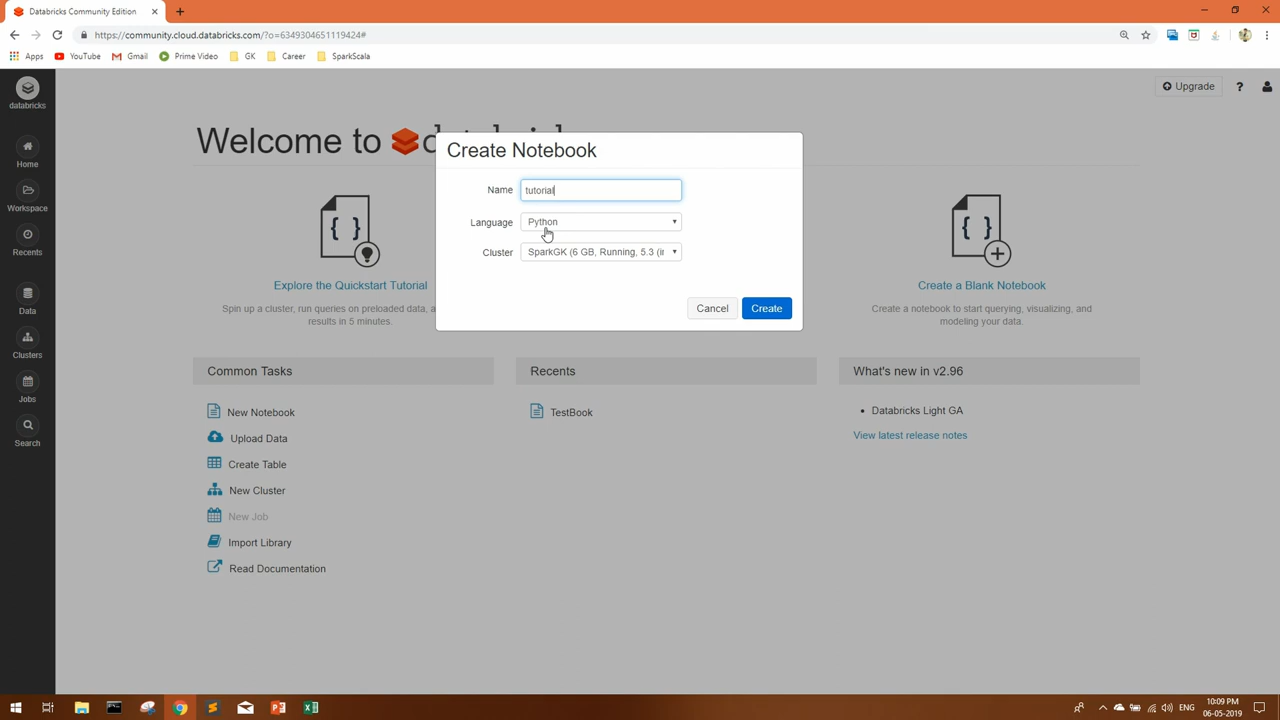 Databricks Community Edition
https://community.cloud.databricks.com/?o=6349304651119424#
Apps YouTube Gmail Prime Video GK Career SparkScala
databricks
Home
Workspace
Recents
Data
Clusters
Jobs
Search
Upgrade ?
Welcome to
Create Notebook
Name tutorial
Language Python
Cluster SparkGK (6 GB, Running, 5.3 (in
Cancel Create
Explore the Quickstart Tutorial
Spin up a cluster, run queries on preloaded data, a
results in 5 minutes.
Create a Blank Notebook
Create a notebook to start querying, visualizing, and
modeling your data.
Common Tasks
New Notebook
Upload Data
Create Table
New Cluster
New Job
Import Library
Read Documentation
Recents
TestBook
What's new in v2.96
Databricks Light GA
View latest release notes
ENG
10:09 PM
06-05-2019